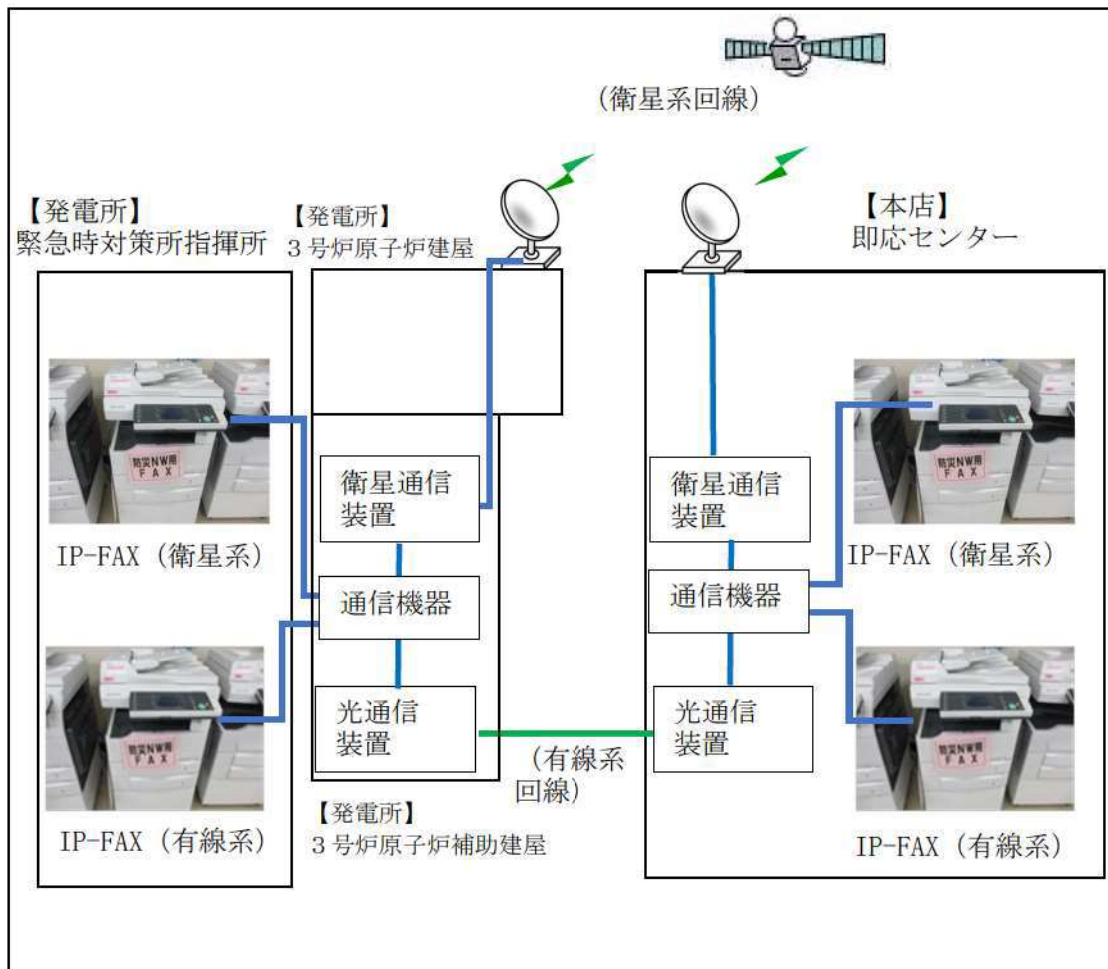 （衛星系回線）
【発電所】
緊急時対策所指揮所
【発電所】
３号炉原子炉建屋
【本店】
即応センター
防災NW用
ＦＡＸ
IP-FAX（衛星系）
防災NW用
ＦＡＸ
IP-FAX（有線系）
衛星通信
装置
通信機器
光通信
装置
（有線系
回線）
【発電所】
３号炉原子炉補助建屋
衛星通信
装置
通信機器
光通信
装置
防災NW用
ＦＡＸ
IP-FAX（衛星系）
防災NW用
ＦＡＸ
IP-FAX（有線系）